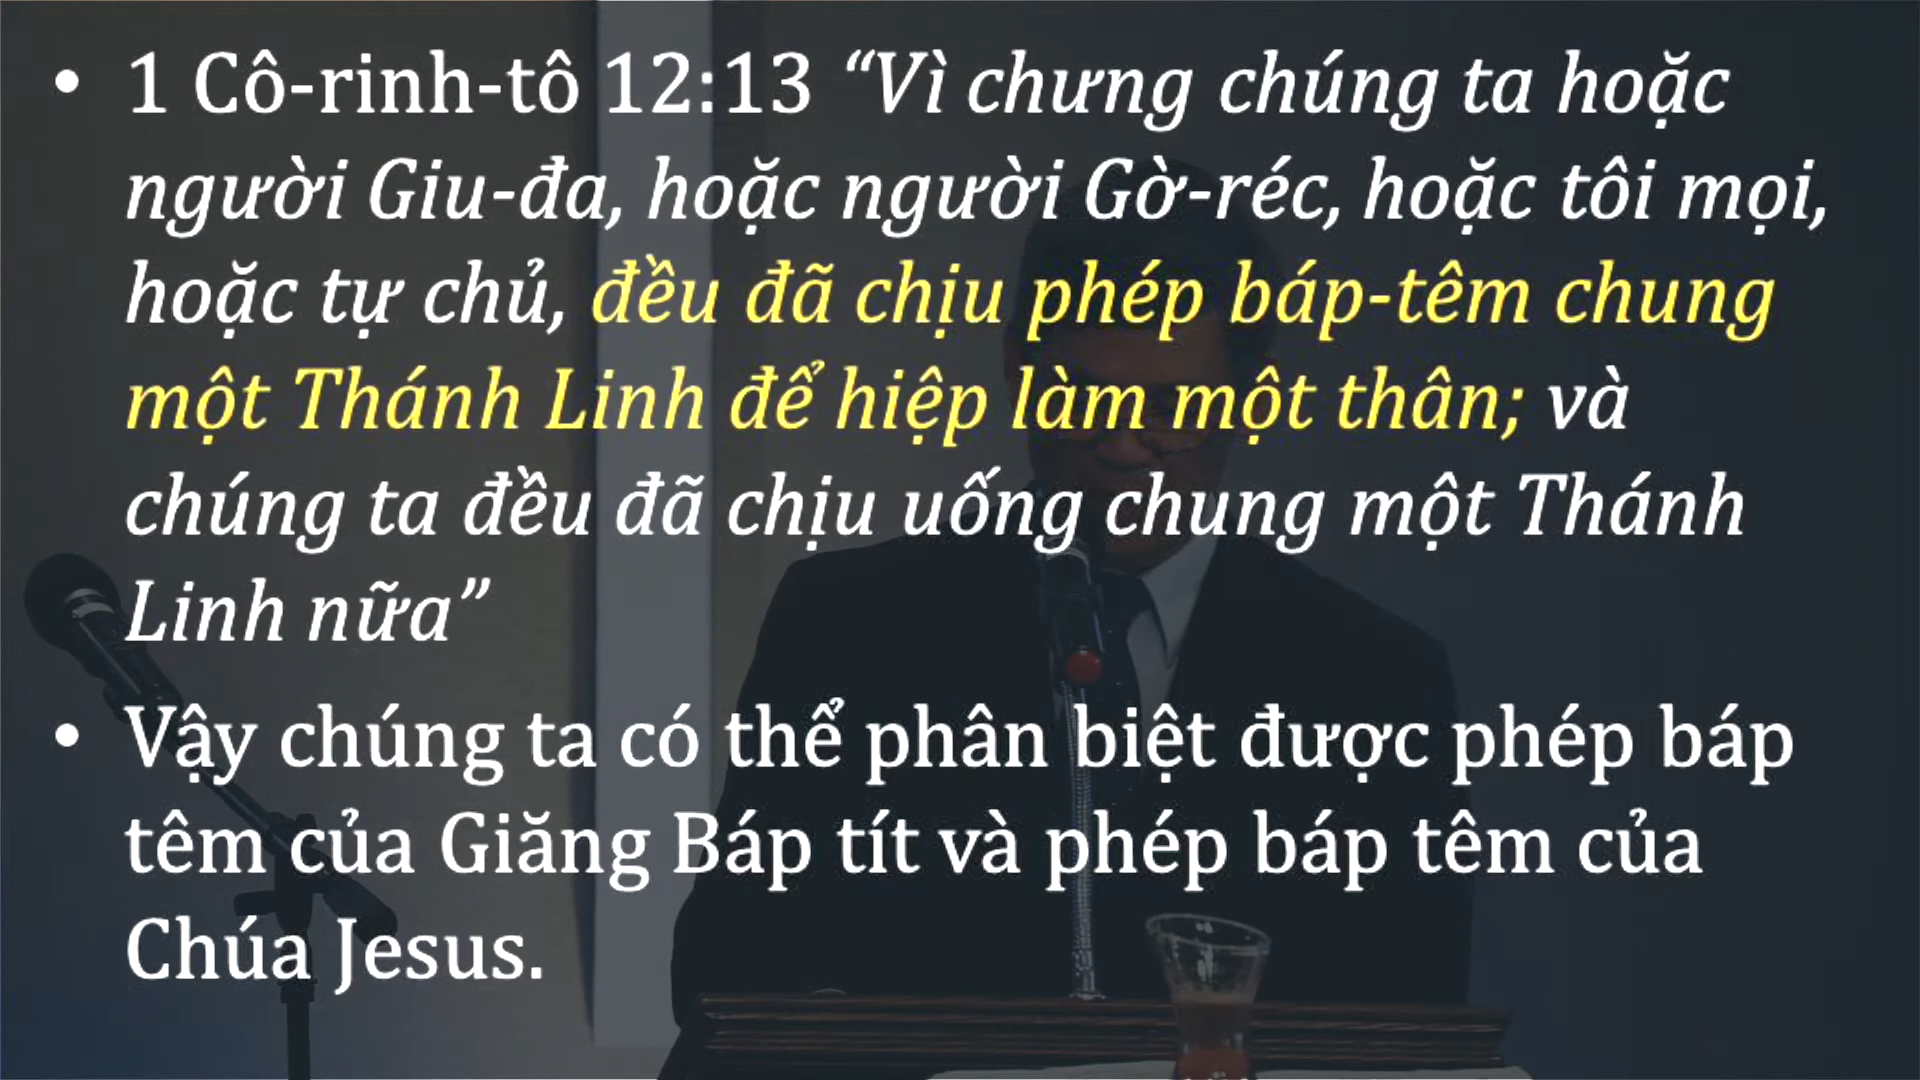 • 1 Cô-rinh-tô 12:13 “Vì chưng chúng ta hoặc
người Giu-đa, hoặc người Gờ-réc, hoặc tôi mọi,
hoặc tự chủ, đều đã chịu phép báp-têm chung
một Thánh Linh để hiệp làm một thân; và
chúng ta đều đã chịu uống chung một Thánh
Linh nữa”
• Vậy chúng ta có thể phân biệt được phép báp
têm của Giăng Báp tít và phép báp têm của
Chúa Jesus.